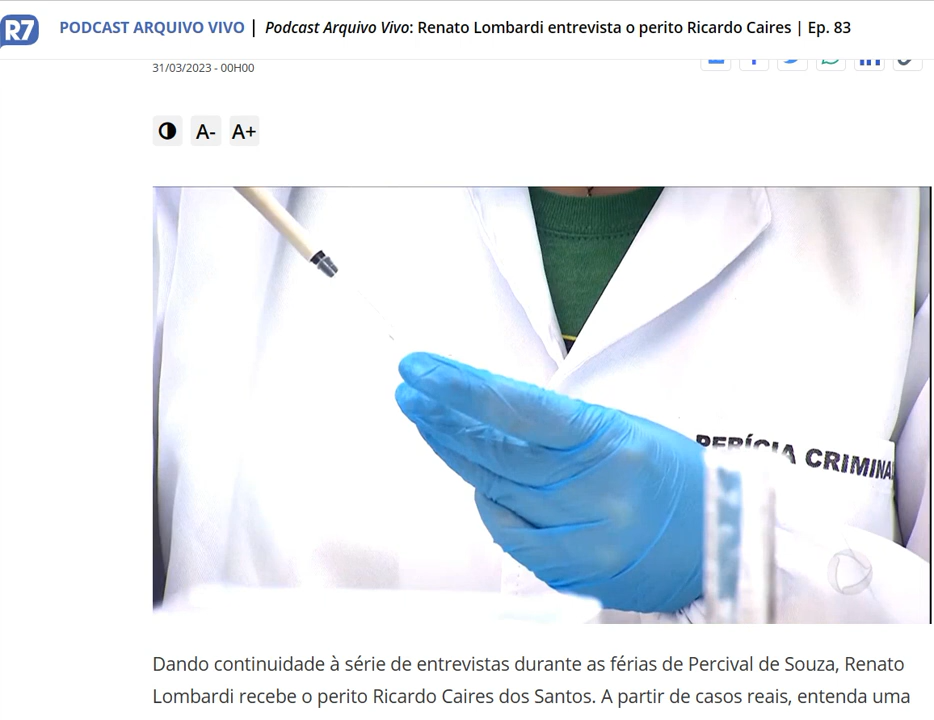 R7 PODCAST ARQUIVO VIVO | Podcast Arquivo Vivo: Renato Lombardi entrevista o perito Ricardo Caires | Ep. 83
31/03/2023 - 00H00
A- A+
PERÍCIA CRIMINA
Dando continuidade à série de entrevistas durante as férias de Percival de Souza, Renato
Lombardi recebe o perito Ricardo Caires dos Santos. A partir de casos reais, entenda uma